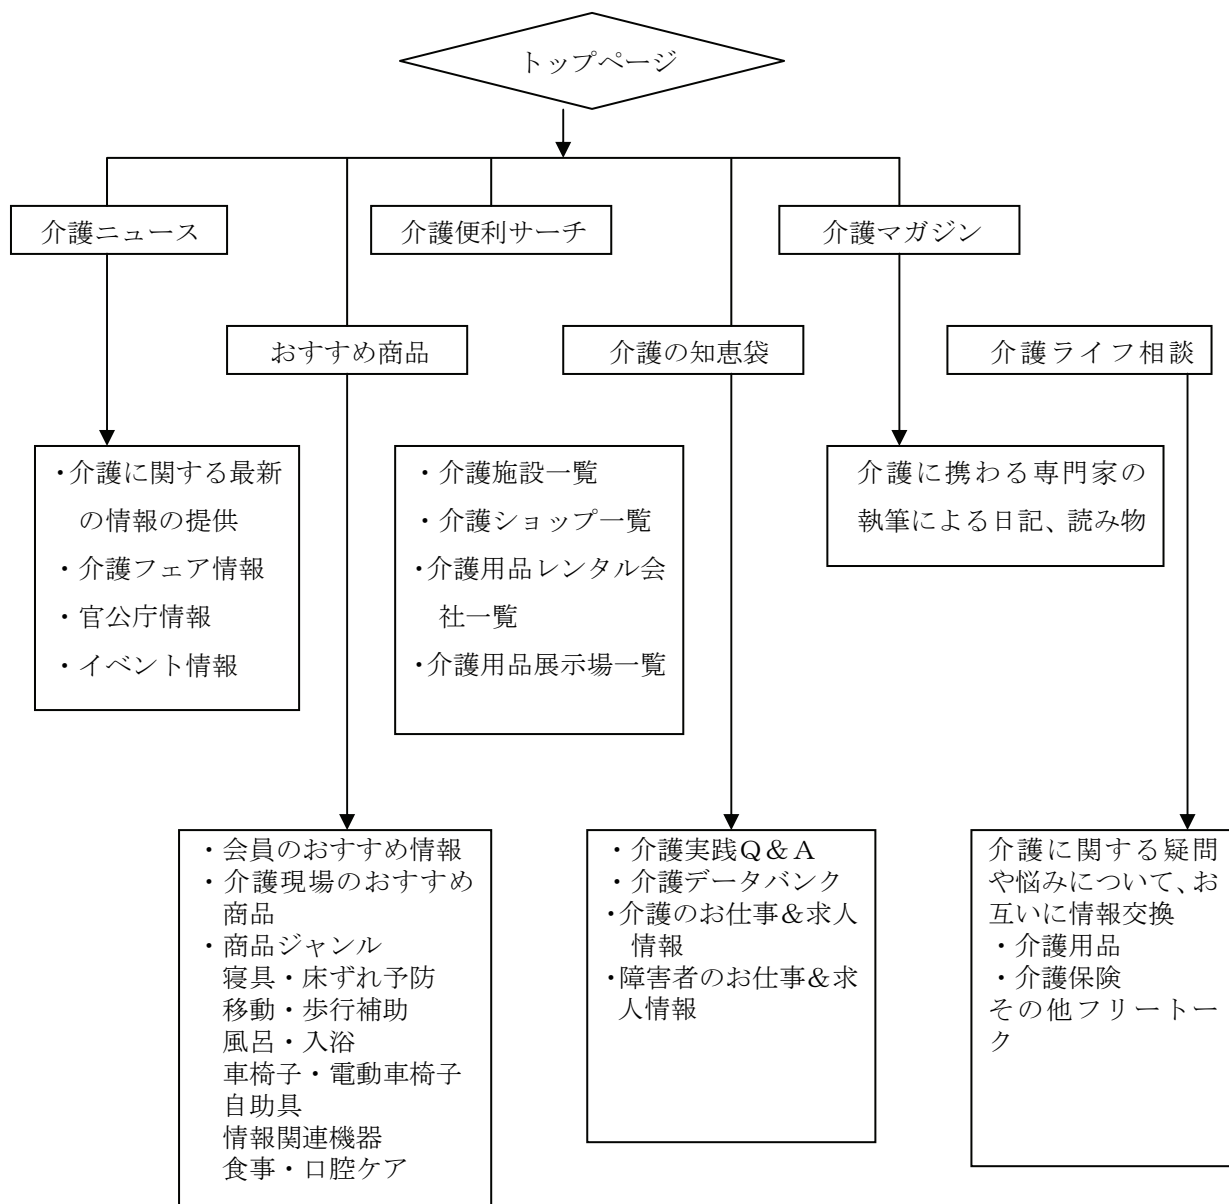 トップページ
介護ニュース
介護便利サーチ
介護マガジン
おすすめ商品
介護の知恵袋
介護ライフ相談
・介護に関する最新
の情報の提供
・介護フェア情報
・官公庁情報
・イベント情報
・介護施設一覧
・介護ショップ一覧
・介護用品レンタル会
社一覧
・介護用品展示場一覧
介護に携わる専門家の
執筆による日記、読み物
・会員のおすすめ情報
・介護現場のおすすめ
商品
・商品ジャンル
寝具・床ずれ予防
移動・歩行補助
風呂・入浴
車椅子・電動車椅子
自助具
情報関連機器
食事・口腔ケア
・介護実践Q&A
・介護データバンク
・介護のお仕事&求人
情報
・障害者のお仕事&求
人情報
介護に関する疑問
や悩みについて、お
互いに情報交換
・介護用品
・介護保険
その他フリートー
ク